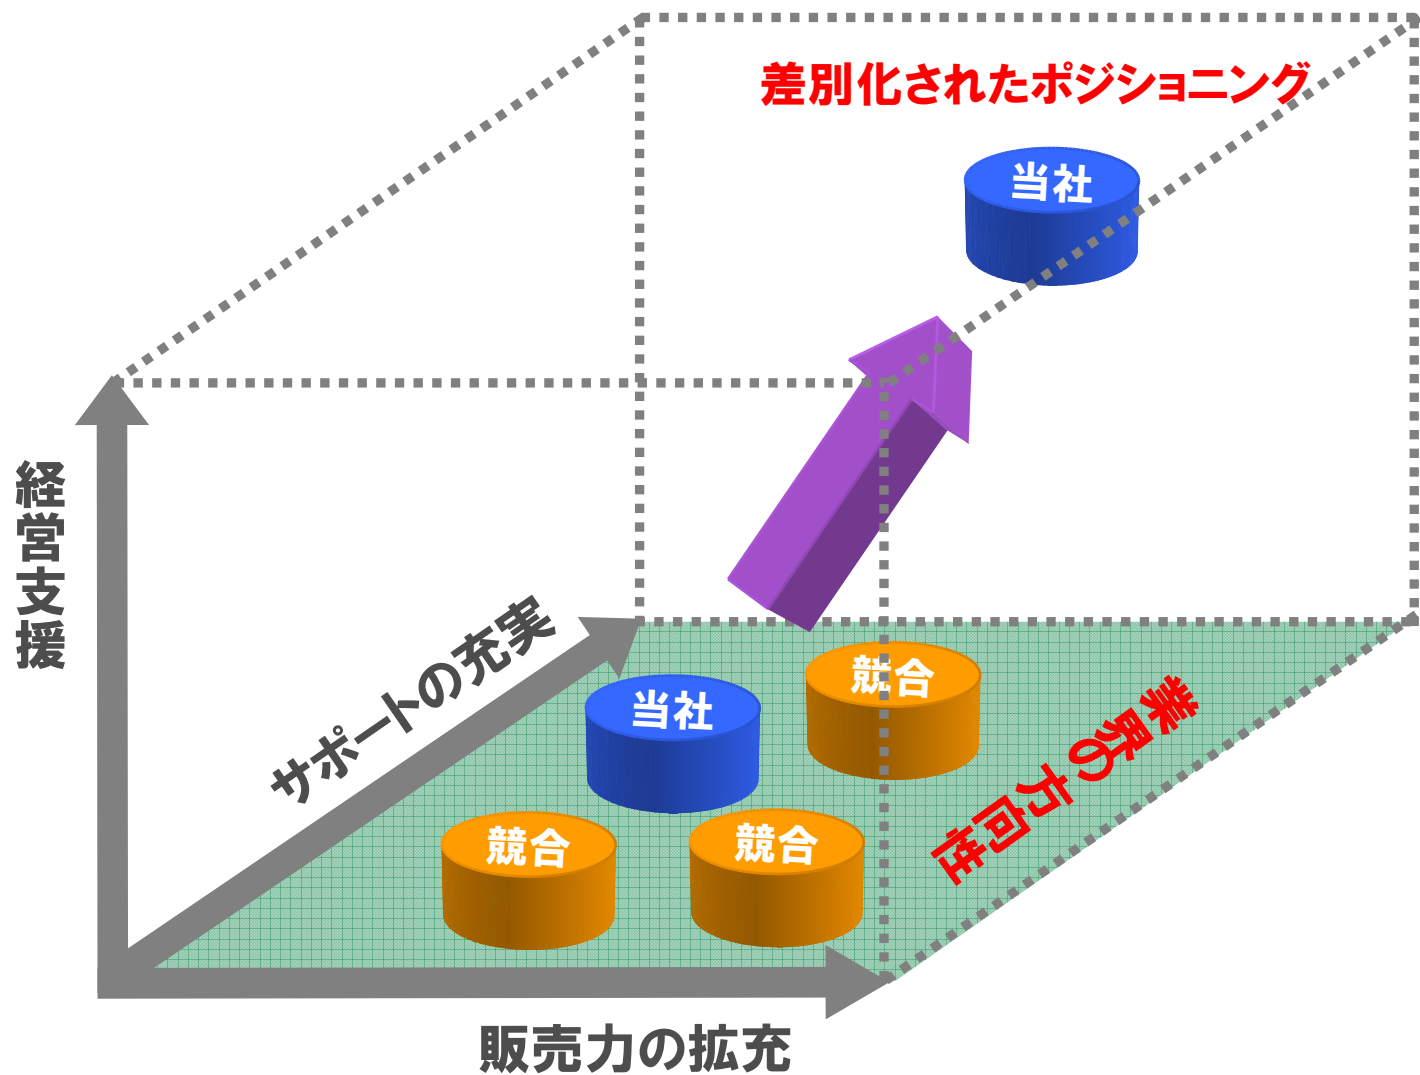 差別化されたポジショニング
当社
経営支援
サポートの充実
当社
競合
業界の方向性
競合
競合
販売力の拡充